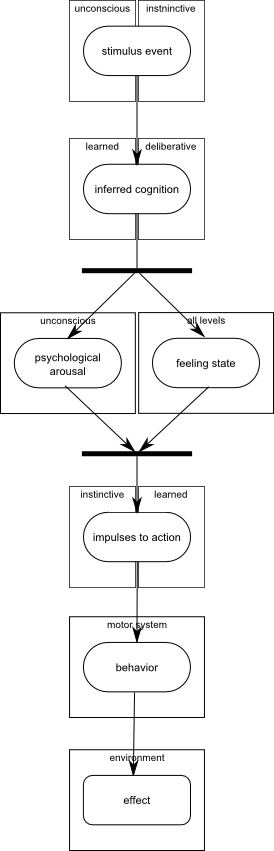 unconscious
instninctive
stimulus event
learned
deliberative
inferred cognition
unconscious
all levels
psychological
arousal
feeling state
instinctive
learned
impulses to action
motor system
behavior
environment
effect